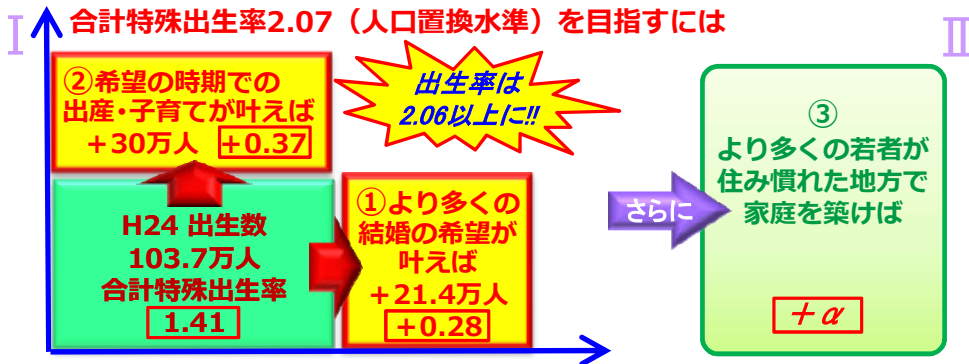 Ⅰ
合計特殊出生率2.07（人口置換水準）を目指すには
Ⅱ
②希望の時期での
出産・子育てが叶えば
＋30万人 ＋0.37
出生率は
2.06以上に!!
H24 出生数
103.7万人
合計特殊出生率
1.41
①より多くの
結婚の希望が
叶えば
＋21.4万人
＋0.28
さらに
③
より多くの若者が
住み慣れた地方で
家庭を築けば
＋α